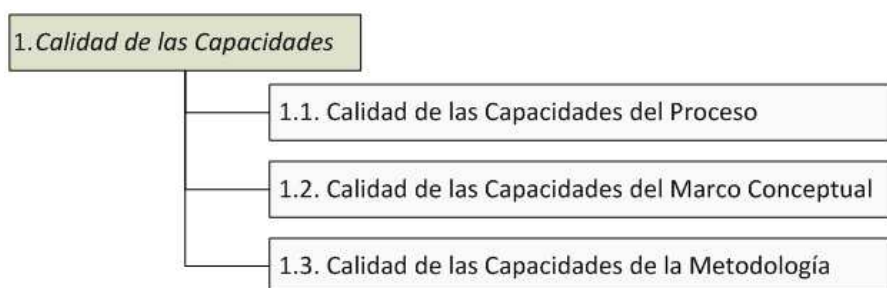 1.Calidad de las Capacidades
1.1. Calidad de las Capacidades del Proceso
1.2. Calidad de las Capacidades del Marco Conceptual
1.3. Calidad de las Capacidades de la Metodología